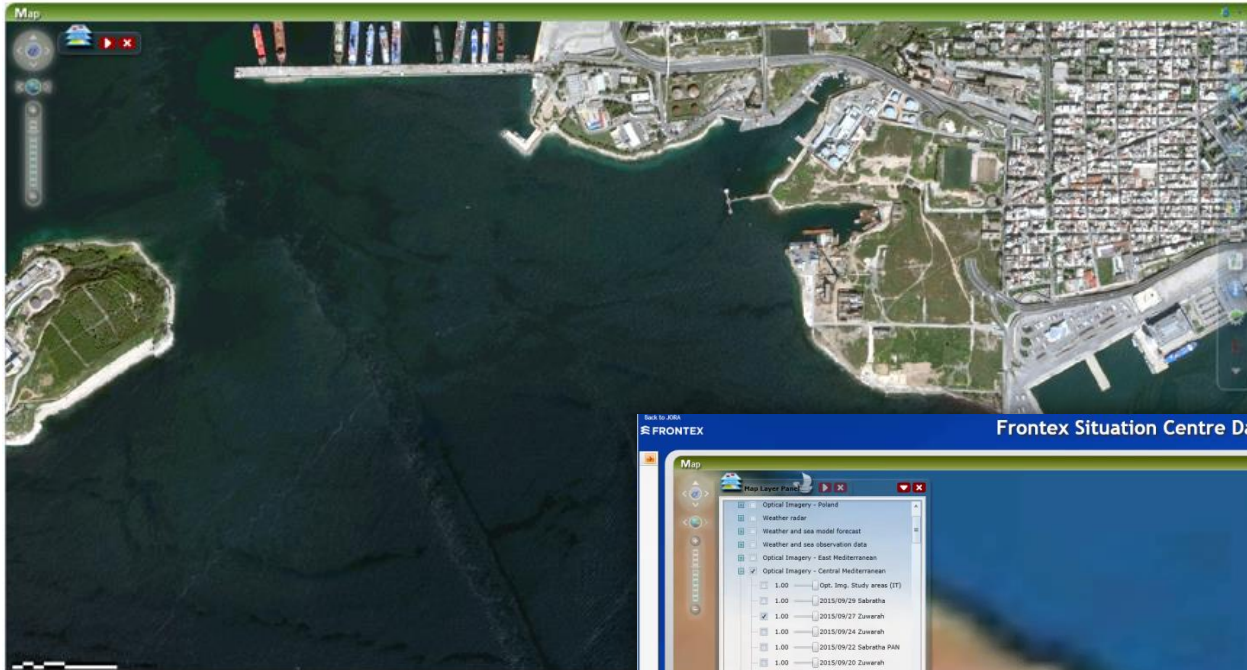 Map
Back to JORA
FRONTEX
Frontex Situation Centre Da
Map
Map Layer Panel
Optical Imagery - Poland
Weather radar
Weather and sea model forecast
Weather and sea observation data
Optical Imagery - East Mediterranean
Optical Imagery - Central Mediterranean
1.00 Opt. Img. Study areas (IT)
1.00 2015/09/29 Sabratha
1.00 2015/09/27 Zuwarah
1.00 2015/09/24 Zuwarah
1.00 2015/09/22 Sabratha PAN
1.00 2015/09/20 Zuwarah